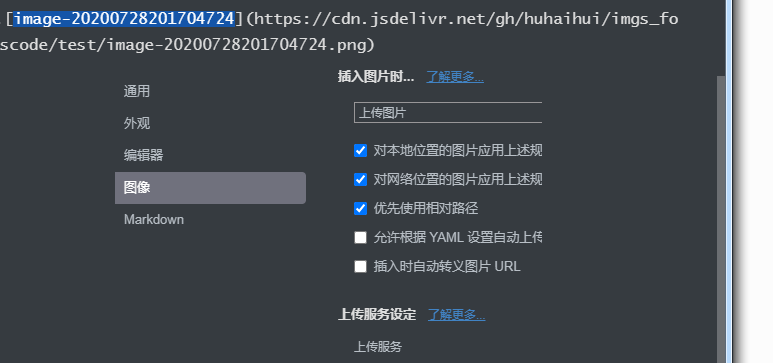 [image-20200728201704724](https://cdn.jsdelivr.net/gh/huhaihui/imgs_fo
scode/test/image-20200728201704724.png)
通用
外观
编辑器
图像
Markdown
插入图片时... 了解更多...
上传图片
对本地位置的图片应用上述规
对网络位置的图片应用上述规
优先使用相对路径
允许根据 YAML 设置自动上传
插入时自动转义图片 URL
上传服务设定 了解更多...
上传服务